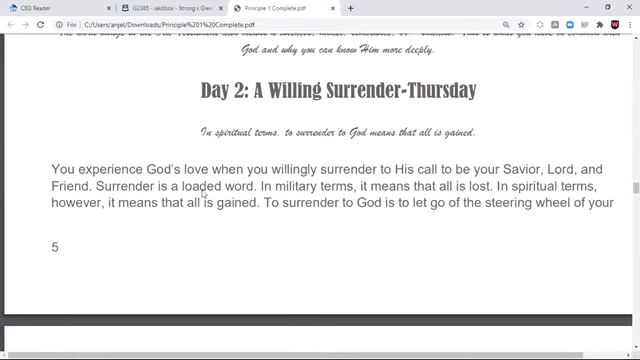 CBD Reader
G2385 - iakōbos - Strong's Greek
Principle 1 Complete.pdf
File
C:/Users/anjel/Downloads/Principle%201%20Complete.pdf
God and why you can know Him more deeply.
Day 2: A Willing Surrender-Thursday
In spiritual terms, to surrender to God means that all is gained.
You experience God's love when you willingly surrender to His call to be your Savior, Lord, and
Friend. Surrender is a loaded word. In military terms, it means that all is lost. In spiritual terms,
however, it means that all is gained. To surrender to God is to let go of the steering wheel of your
5